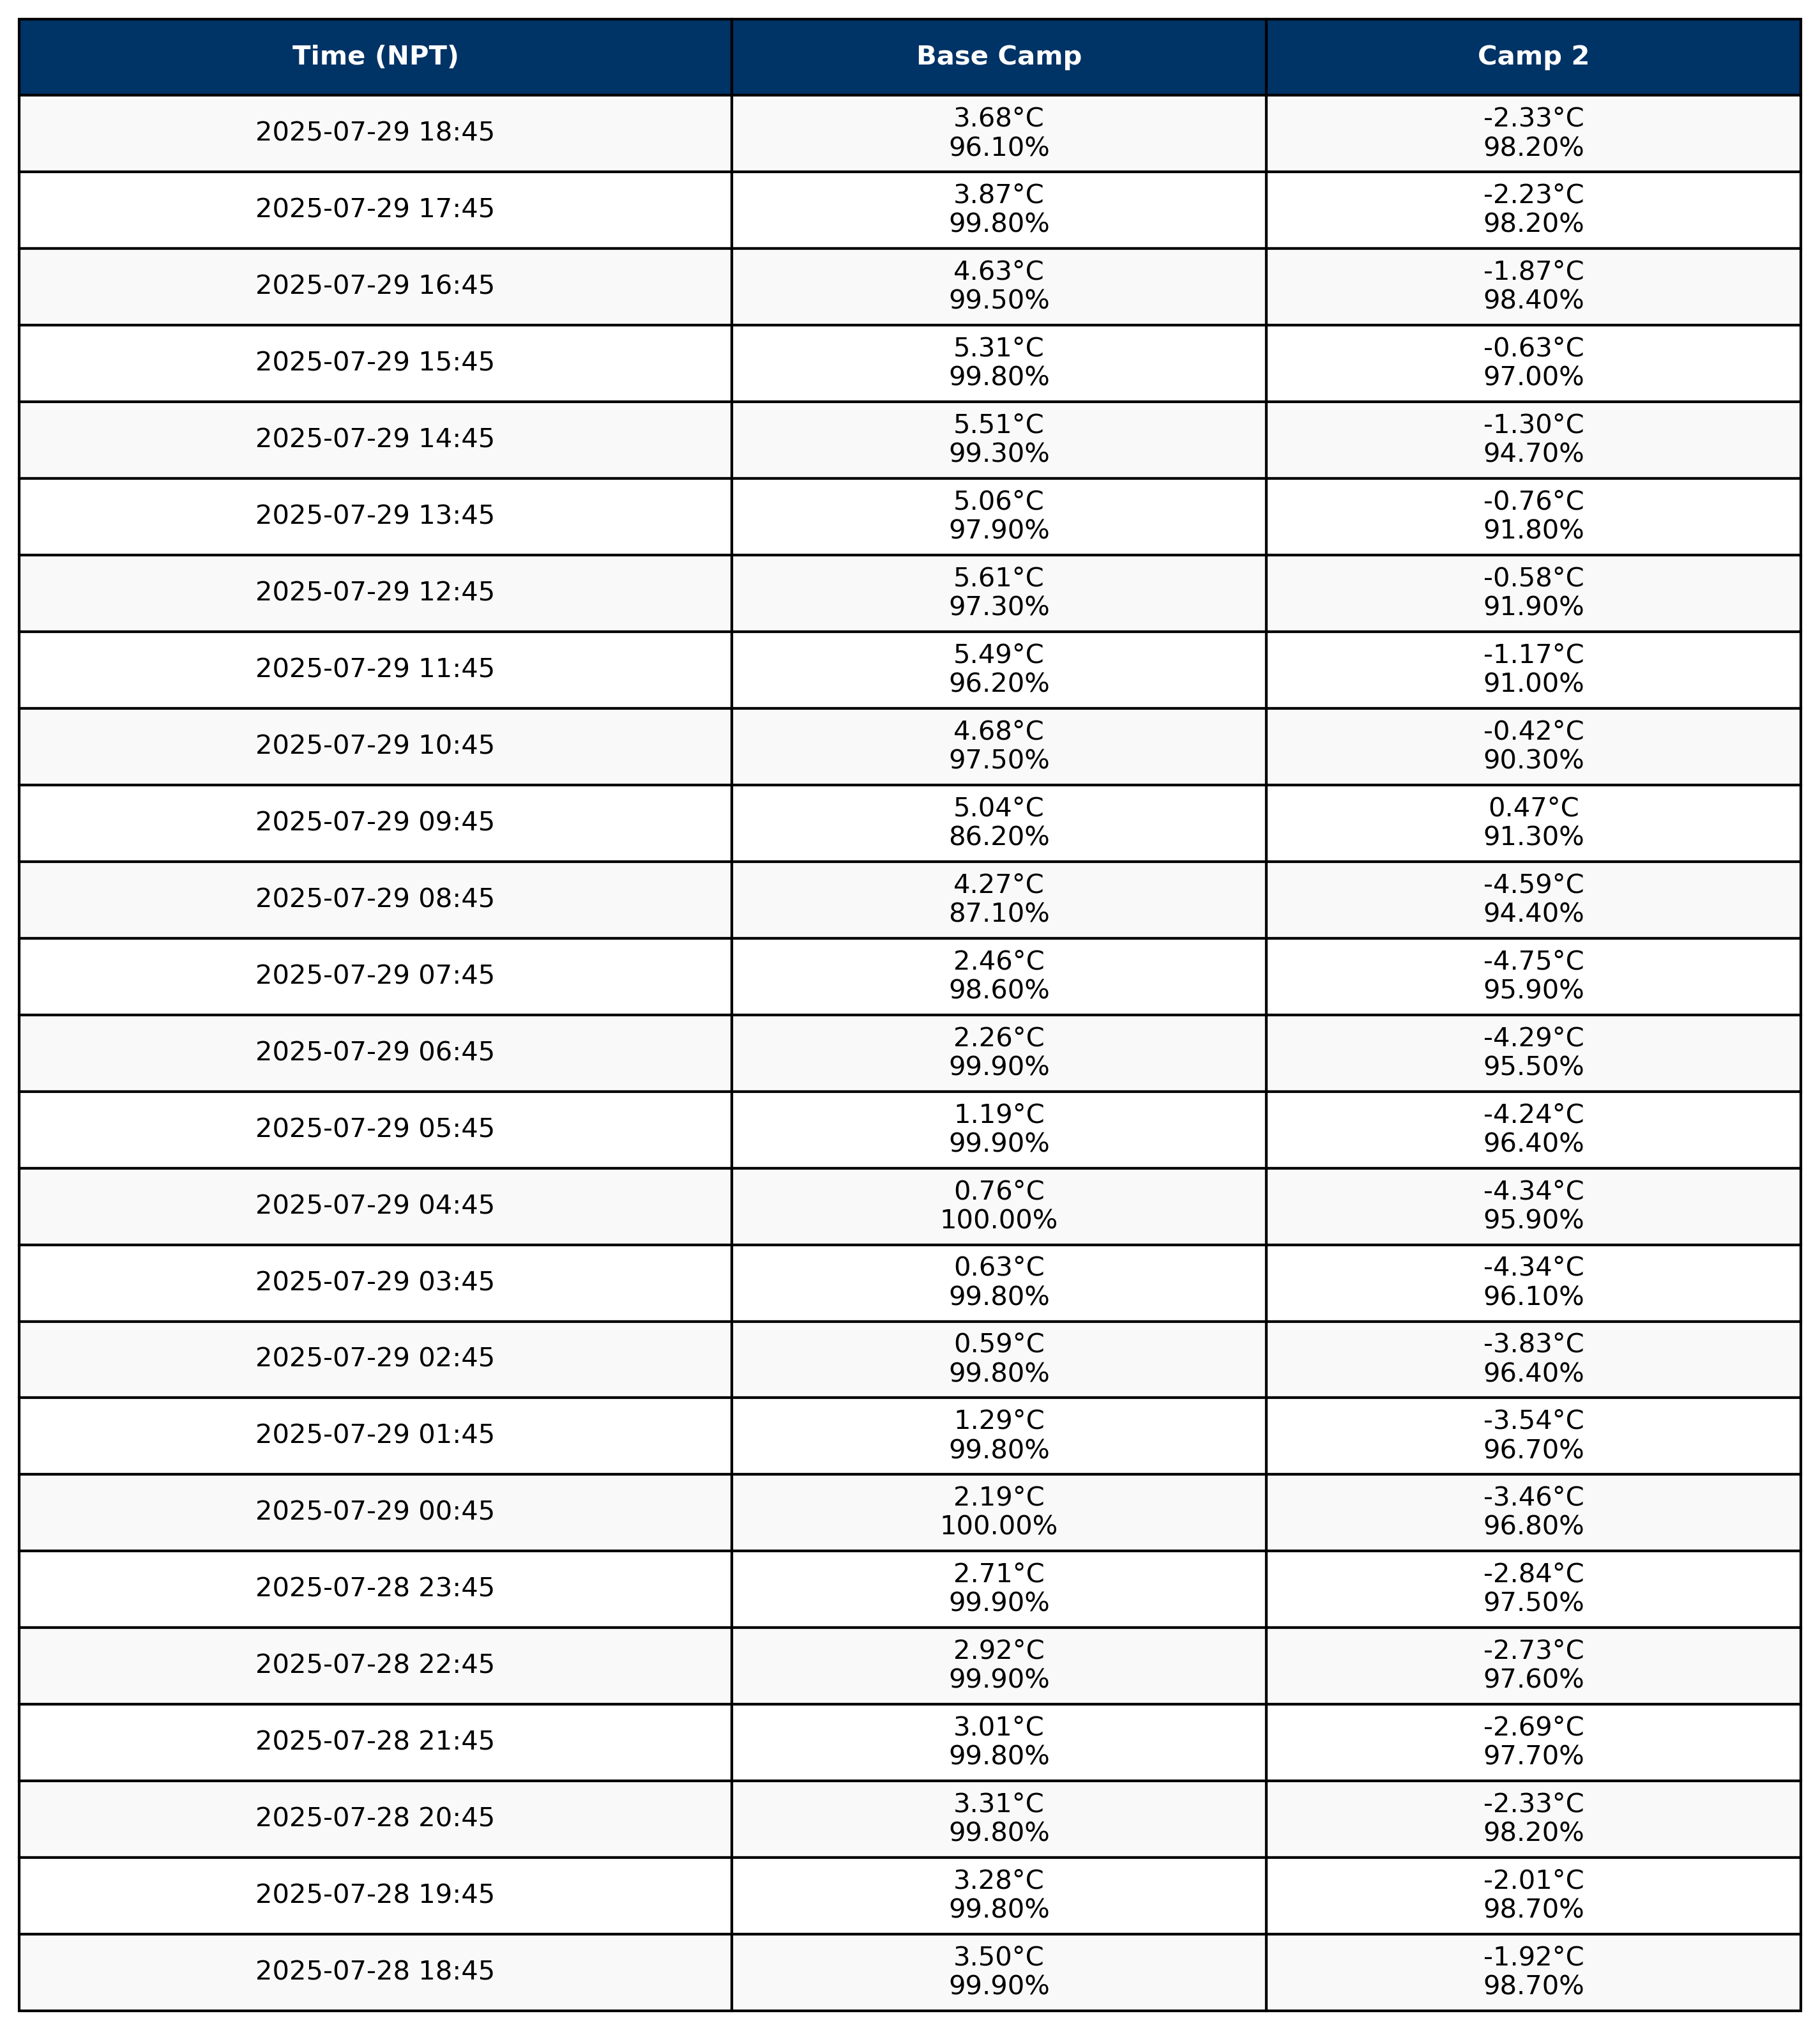 Time (NPT) Base Camp Camp 2
2025-07-29 18:45 3.68°C -2.33°C
96.10% 98.20%
2025-07-29 17:45 3.87°C -2.23°C
99.80% 98.20%
2025-07-29 16:45 4.63°C -1.87°C
99.50% 98.40%
2025-07-29 15:45 5.31°C -0.63°C
99.80% 97.00%
2025-07-29 14:45 5.51°C -1.30°C
99.30% 94.70%
2025-07-29 13:45 5.06°C -0.76°C
97.90% 91.80%
2025-07-29 12:45 5.61°C -0.58°C
97.30% 91.90%
2025-07-29 11:45 5.49°C -1.17°C
96.20% 91.00%
2025-07-29 10:45 4.68°C -0.42°C
97.50% 90.30%
2025-07-29 09:45 5.04°C 0.47°C
86.20% 91.30%
2025-07-29 08:45 4.27°C -4.59°C
87.10% 94.40%
2025-07-29 07:45 2.46°C -4.75°C
98.60% 95.90%
2025-07-29 06:45 2.26°C -4.29°C
99.90% 95.50%
2025-07-29 05:45 1.19°C -4.24°C
99.90% 96.40%
2025-07-29 04:45 0.76°C -4.34°C
100.00% 95.90%
2025-07-29 03:45 0.63°C -4.34°C
99.80% 96.10%
2025-07-29 02:45 0.59°C -3.83°C
99.80% 96.40%
2025-07-29 01:45 1.29°C -3.54°C
99.80% 96.70%
2025-07-29 00:45 2.19°C -3.46°C
100.00% 96.80%
2025-07-28 23:45 2.71°C -2.84°C
99.90% 97.50%
2025-07-28 22:45 2.92°C -2.73°C
99.90% 97.60%
2025-07-28 21:45 3.01°C -2.69°C
99.80% 97.70%
2025-07-28 20:45 3.31°C -2.33°C
99.80% 98.20%
2025-07-28 19:45 3.28°C -2.01°C
99.80% 98.70%
2025-07-28 18:45 3.50°C -1.92°C
99.90% 98.70%